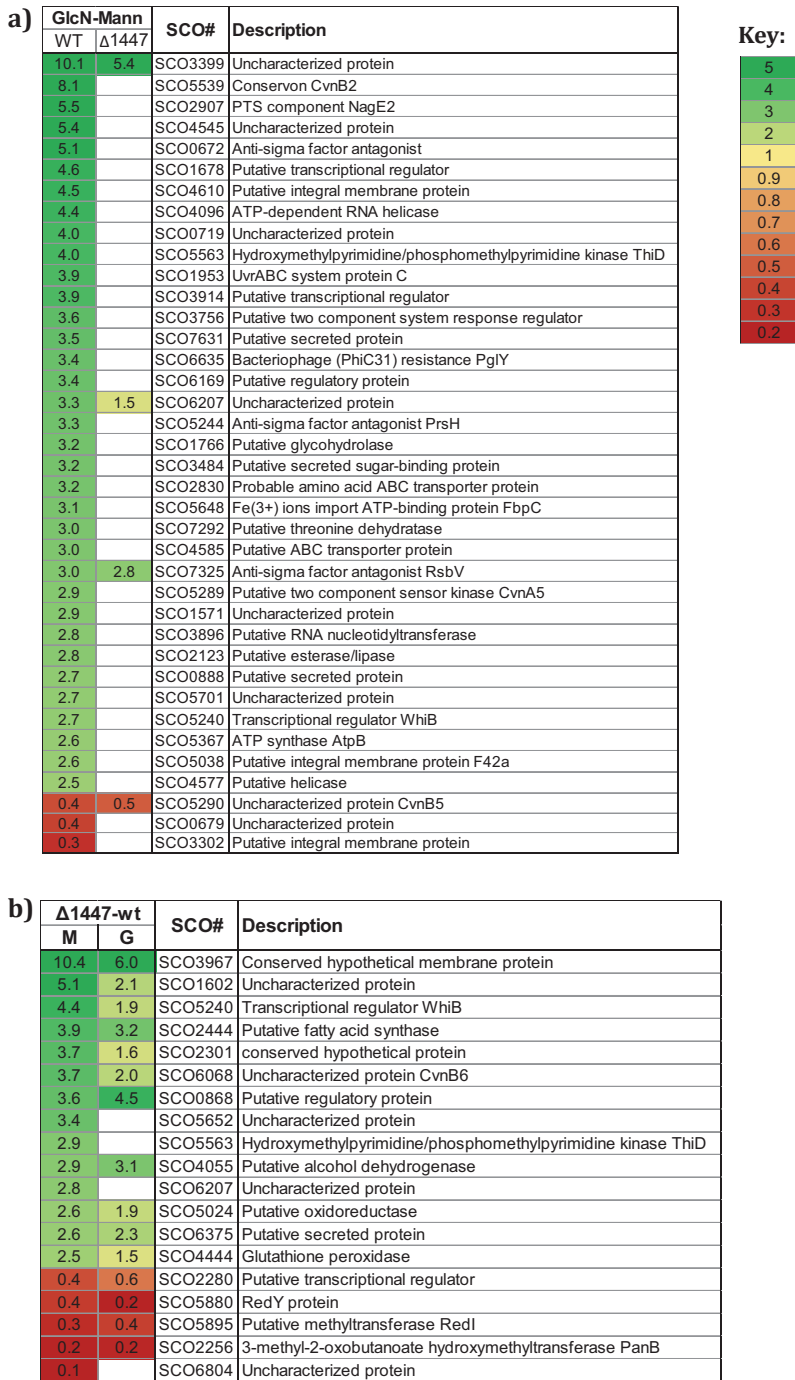 a)
GlcN-Mann SCO# Description
WT Δ1447
10.1 5.4 SCO3399 Uncharacterized protein
8.1 SCO5539 Conservon CvnB2
5.5 SCO2907 PTS component NagE2
5.4 SCO4545 Uncharacterized protein
5.1 SCO0672 Anti-sigma factor antagonist
4.6 SCO1678 Putative transcriptional regulator
4.5 SCO4610 Putative integral membrane protein
4.4 SCO4096 ATP-dependent RNA helicase
4.0 SCO0719 Uncharacterized protein
4.0 SCO5563 Hydroxymethylpyrimidine/phosphomethylpyrimidine kinase ThiD
3.9 SCO1953 UvrABC system protein C
3.9 SCO3914 Putative transcriptional regulator
3.6 SCO3756 Putative two component system response regulator
3.5 SCO7631 Putative secreted protein
3.4 SCO6635 Bacteriophage (PhiC31) resistance PglY
3.4 SCO6169 Putative regulatory protein
3.3 1.5 SCO6207 Uncharacterized protein
3.3 SCO5244 Anti-sigma factor antagonist PrsH
3.2 SCO1766 Putative glycohydrolase
3.2 SCO3484 Putative secreted sugar-binding protein
3.2 SCO2830 Probable amino acid ABC transporter protein
3.1 SCO5648 Fe(3+) ions import ATP-binding protein FbpC
3.0 SCO7292 Putative threonine dehydratase
3.0 SCO4585 Putative ABC transporter protein
3.0 2.8 SCO7325 Anti-sigma factor antagonist RsbV
2.9 SCO5289 Putative two component sensor kinase CvnA5
2.9 SCO1571 Uncharacterized protein
2.8 SCO3896 Putative RNA nucleotidyltransferase
2.8 SCO2123 Putative esterase/lipase
2.7 SCO0888 Putative secreted protein
2.7 SCO5701 Uncharacterized protein
2.7 SCO5240 Transcriptional regulator WhiB
2.6 SCO5367 ATP synthase AtpB
2.6 SCO5038 Putative integral membrane protein F42a
2.5 SCO4577 Putative helicase
0.4 0.5 SCO5290 Uncharacterized protein CvnB5
0.4 SCO0679 Uncharacterized protein
0.3 SCO3302 Putative integral membrane protein
Key:
5
4
3
2
1
0.9
0.8
0.7
0.6
0.5
0.4
0.3
0.2
b)
Δ1447-wt SCO# Description
M G
10.4 6.0 SCO3967 Conserved hypothetical membrane protein
5.1 2.1 SCO1602 Uncharacterized protein
4.4 1.9 SCO5240 Transcriptional regulator WhiB
3.9 3.2 SCO2444 Putative fatty acid synthase
3.7 1.6 SCO2301 conserved hypothetical protein
3.7 2.0 SCO6068 Uncharacterized protein CvnB6
3.6 4.5 SCO0868 Putative regulatory protein
3.4 SCO5652 Uncharacterized protein
2.9 SCO5563 Hydroxymethylpyrimidine/phosphomethylpyrimidine kinase ThiD
2.9 3.1 SCO4055 Putative alcohol dehydrogenase
2.8 SCO6207 Uncharacterized protein
2.6 1.9 SCO5024 Putative oxidoreductase
2.6 2.3 SCO6375 Putative secreted protein
2.5 1.5 SCO4444 Glutathione peroxidase
0.4 0.6 SCO2280 Putative transcriptional regulator
0.4 0.2 SCO5880 RedY protein
0.3 0.4 SCO5895 Putative methyltransferase RedI
0.2 0.2 SCO2256 3-methyl-2-oxobutanoate hydroxymethyltransferase PanB
0.1 SCO6804 Uncharacterized protein